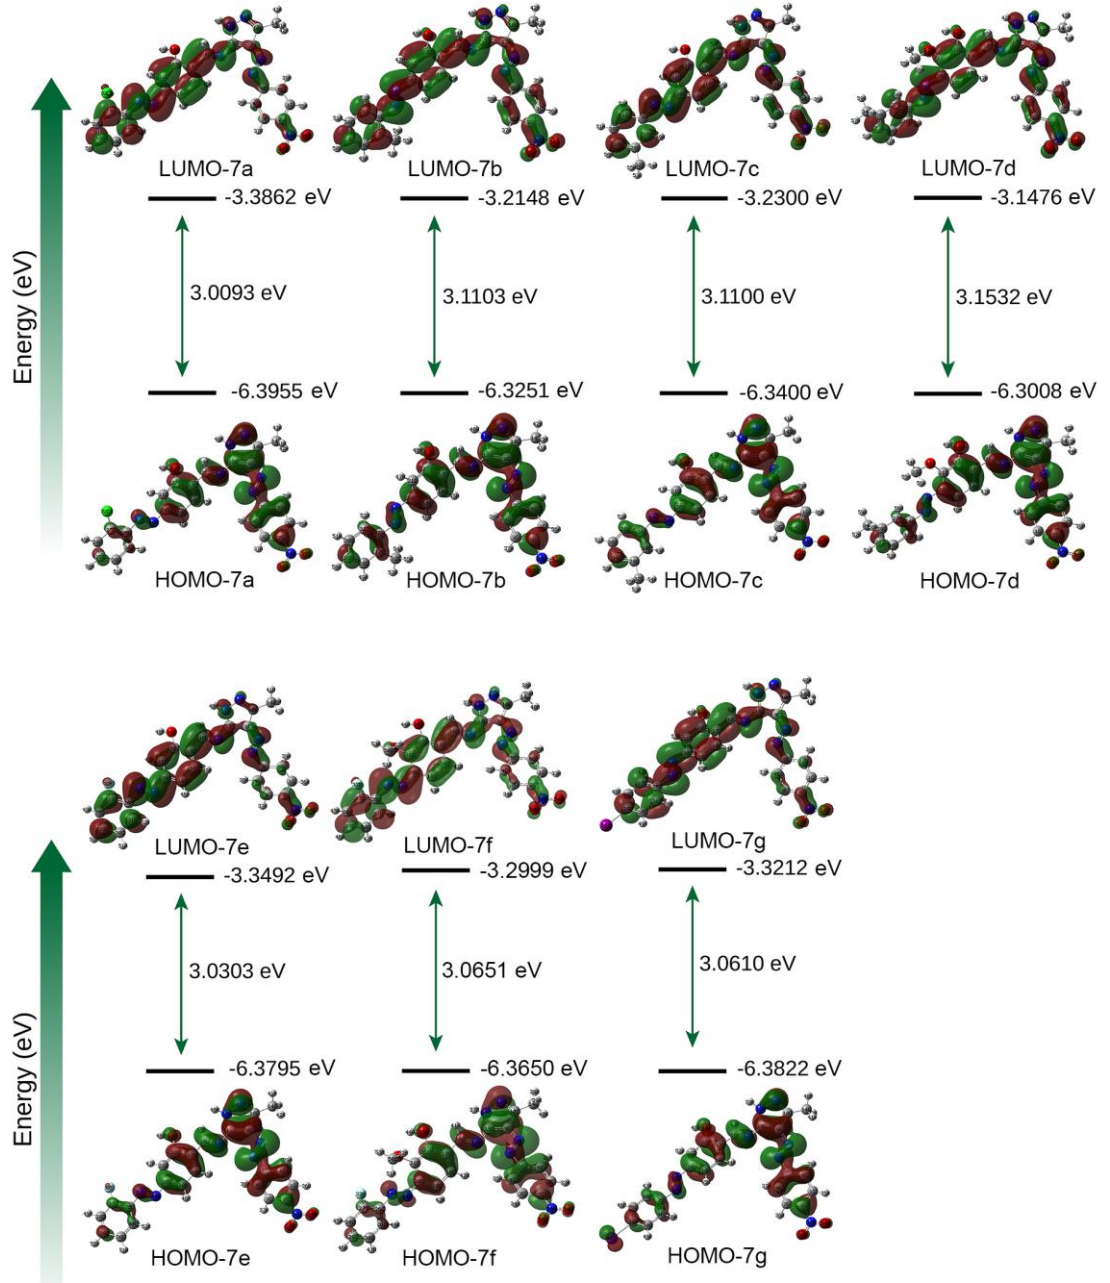 LUMO-7a
LUMO-7b
LUMO-7c
LUMO-7d
-3.3862 eV
-3.2148 eV
-3.2300 eV
-3.1476 eV
Energy (eV)
3.0093 eV
3.1103 eV
3.1100 eV
3.1532 eV
-6.3955 eV
-6.3251 eV
-6.3400 eV
-6.3008 eV
HOMO-7a
HOMO-7b
HOMO-7c
HOMO-7d
LUMO-7e
LUMO-7f
LUMO-7g
-3.3492 eV
-3.2999 eV
-3.3212 eV
Energy (eV)
3.0303 eV
3.0651 eV
3.0610 eV
-6.3795 eV
-6.3650 eV
-6.3822 eV
HOMO-7e
HOMO-7f
HOMO-7g